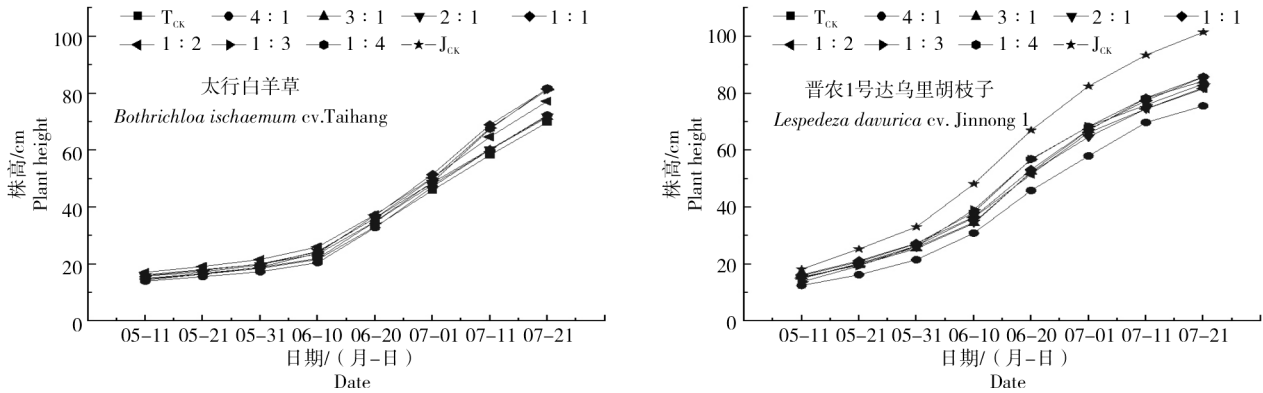 T_CK 4：1 3：1 2：1 1：1
1：2 1：3 1：4 J_CK
太行白羊草
Bothrichloa ischaemum cv.Taihang
株高/cm
Plant height
100
80
60
40
20
0
05-11 05-21 05-31 06-10 06-20 07-01 07-11 07-21
日期/（月-日）
Date
T_CK 4：1 3：1 2：1 1：1
1：2 1：3 1：4 J_CK
晋农1号达乌里胡枝子
Lespedeza davurica cv. Jinnong 1
株高/cm
Plant height
100
80
60
40
20
0
05-11 05-21 05-31 06-10 06-20 07-01 07-11 07-21
日期/（月-日）
Date